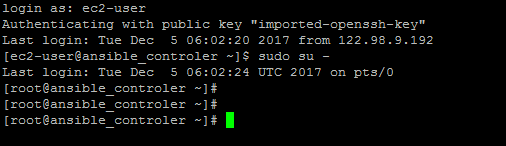 login as: ec2-user
Authenticating with public key "imported-openssh-key"
Last login: Tue Dec  5 06:02:20 2017 from 122.98.9.192
[ec2-user@ansible_controler ~]$ sudo su -
Last login: Tue Dec  5 06:02:24 UTC 2017 on pts/0
[root@ansible_controler ~]#
[root@ansible_controler ~]#
[root@ansible_controler ~]#